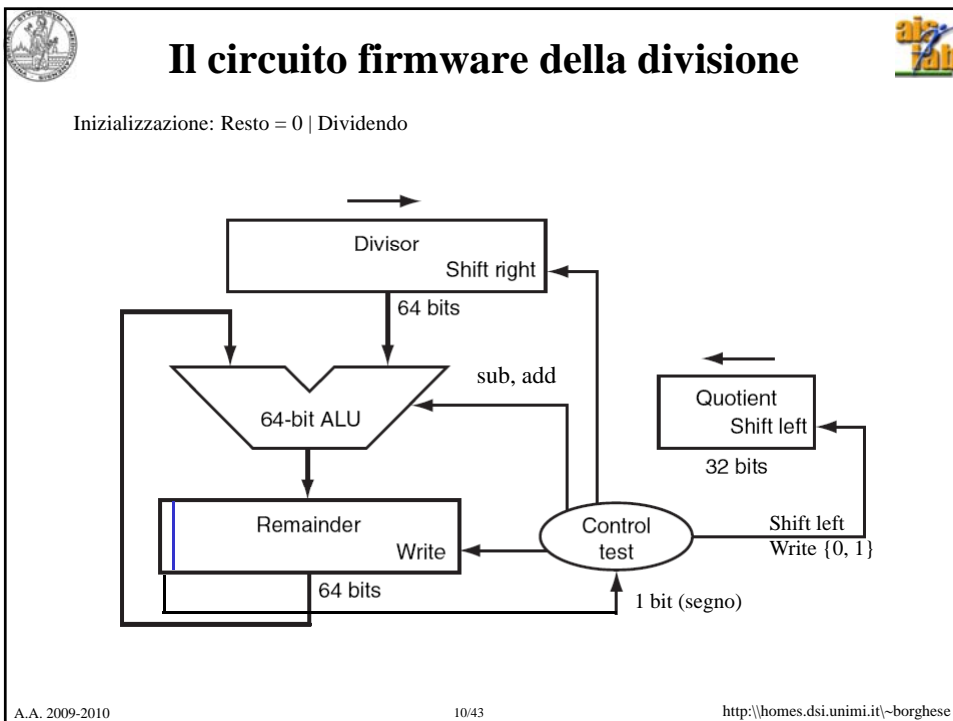 Il circuito firmware della divisione
Inizializzazione: Resto = 0 | Dividendo
Divisor
Shift right
64 bits
sub, add
64-bit ALU
Quotient
Shift left
32 bits
Remainder
Write
Control
test
Shift left
Write {0, 1}
64 bits
1 bit (segno)
A.A. 2009-2010
10/43
http:\\homes.dsi.unimi.it\~borghese